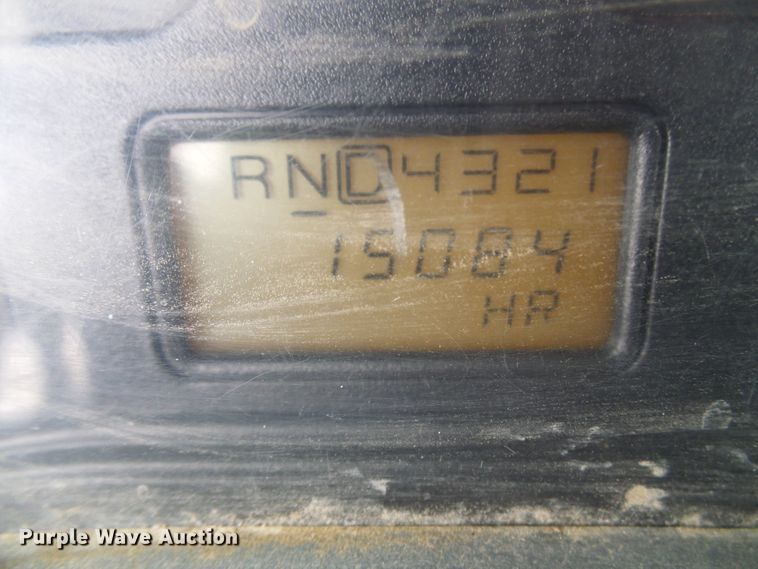 RND4321
15084
HR
Purple Wave Auction